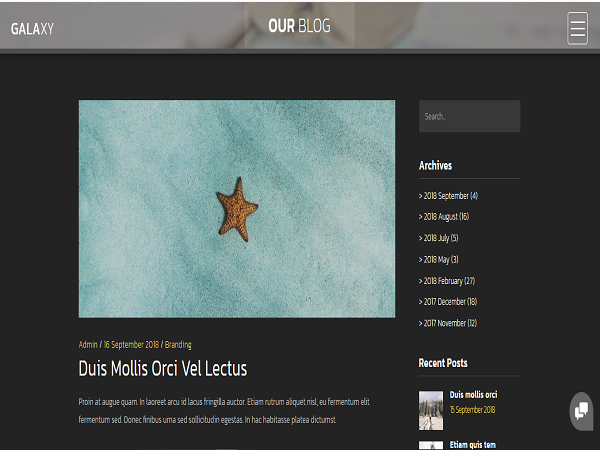 GALAXY
OUR BLOG
Search..
Archives
> 2018 September (4)
> 2018 August (16)
> 2018 July (5)
> 2018 May (3)
> 2018 February (27)
> 2017 December (18)
> 2017 November (12)
Admin / 16 September 2018 / Branding
Duis Mollis Orci Vel Lectus
Proin at augue quam. In laoreet arcu id lacus fringilla auctor. Etiam rutrum aliquet nisl, eu fermentum elit
fermentum sed. Donec finibus urna sed sollicitudin egestas. In hac habitasse platea dictumst.
Recent Posts
Duis mollis orci
15 September 2018
Etiam quis tem